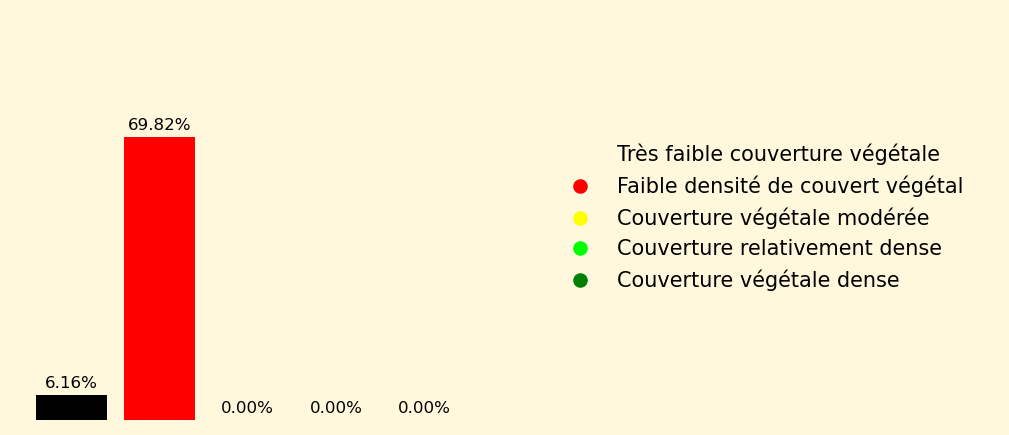 69.82%
6.16%
0.00%
0.00%
0.00%
Très faible couverture végétale
Faible densité de couvert végétal
Couverture végétale modérée
Couverture relativement dense
Couverture végétale dense